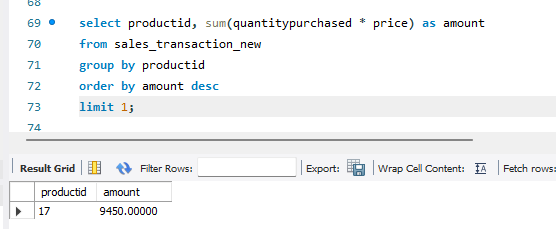 68
69 select productid, sum(quantitypurchased * price) as amount
70 from sales_transaction_new
71 group by productid
72 order by amount desc
73 limit 1;
74
Result Grid Filter Rows: Export: Wrap Cell Content: IA Fetch rows:
productid amount
17 9450.00000